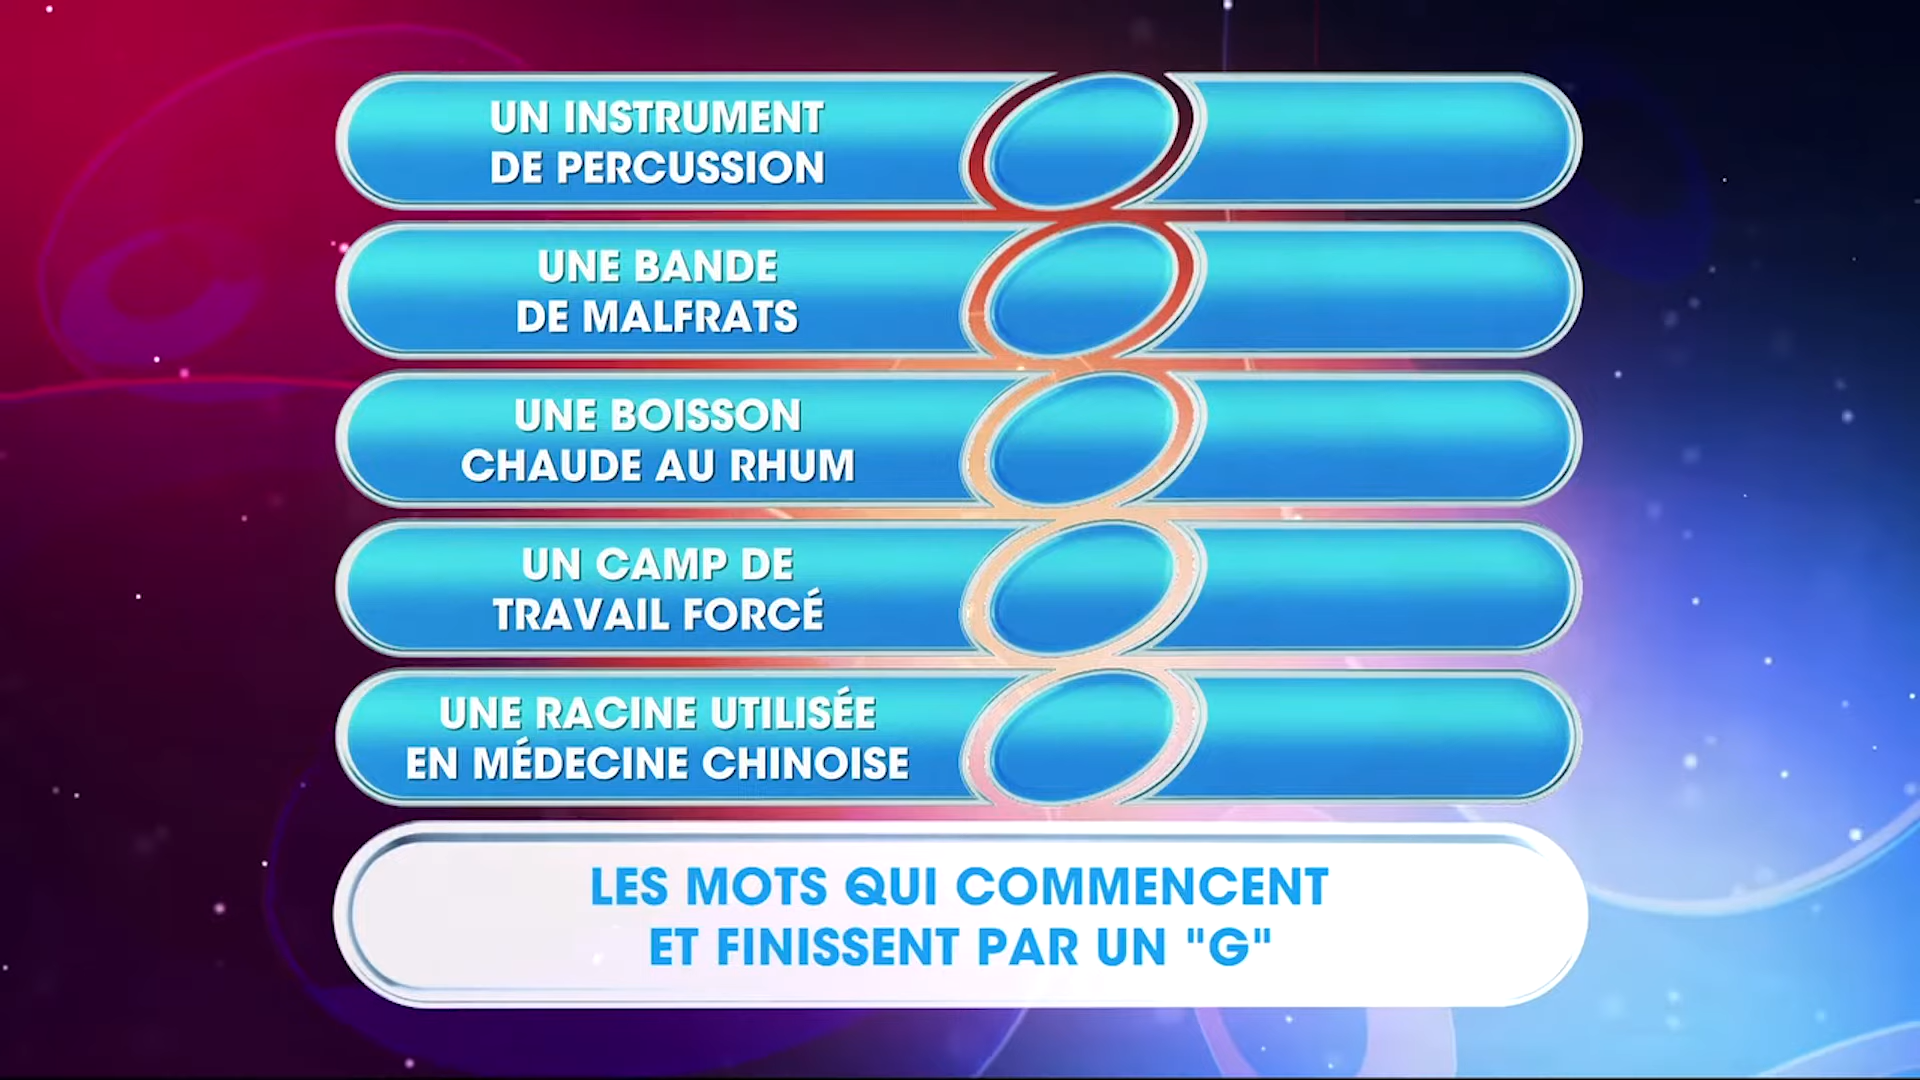 UN INSTRUMENT
DE PERCUSSION
UNE BANDE
DE MALFRATS
UNE BOISSON
CHAUDE AU RHUM
UN CAMP DE
TRAVAIL FORCÉ
UNE RACINE UTILISÉE
EN MÉDECINE CHINOISE
LES MOTS QUI COMMENCENT
ET FINISSENT PAR UN "G"